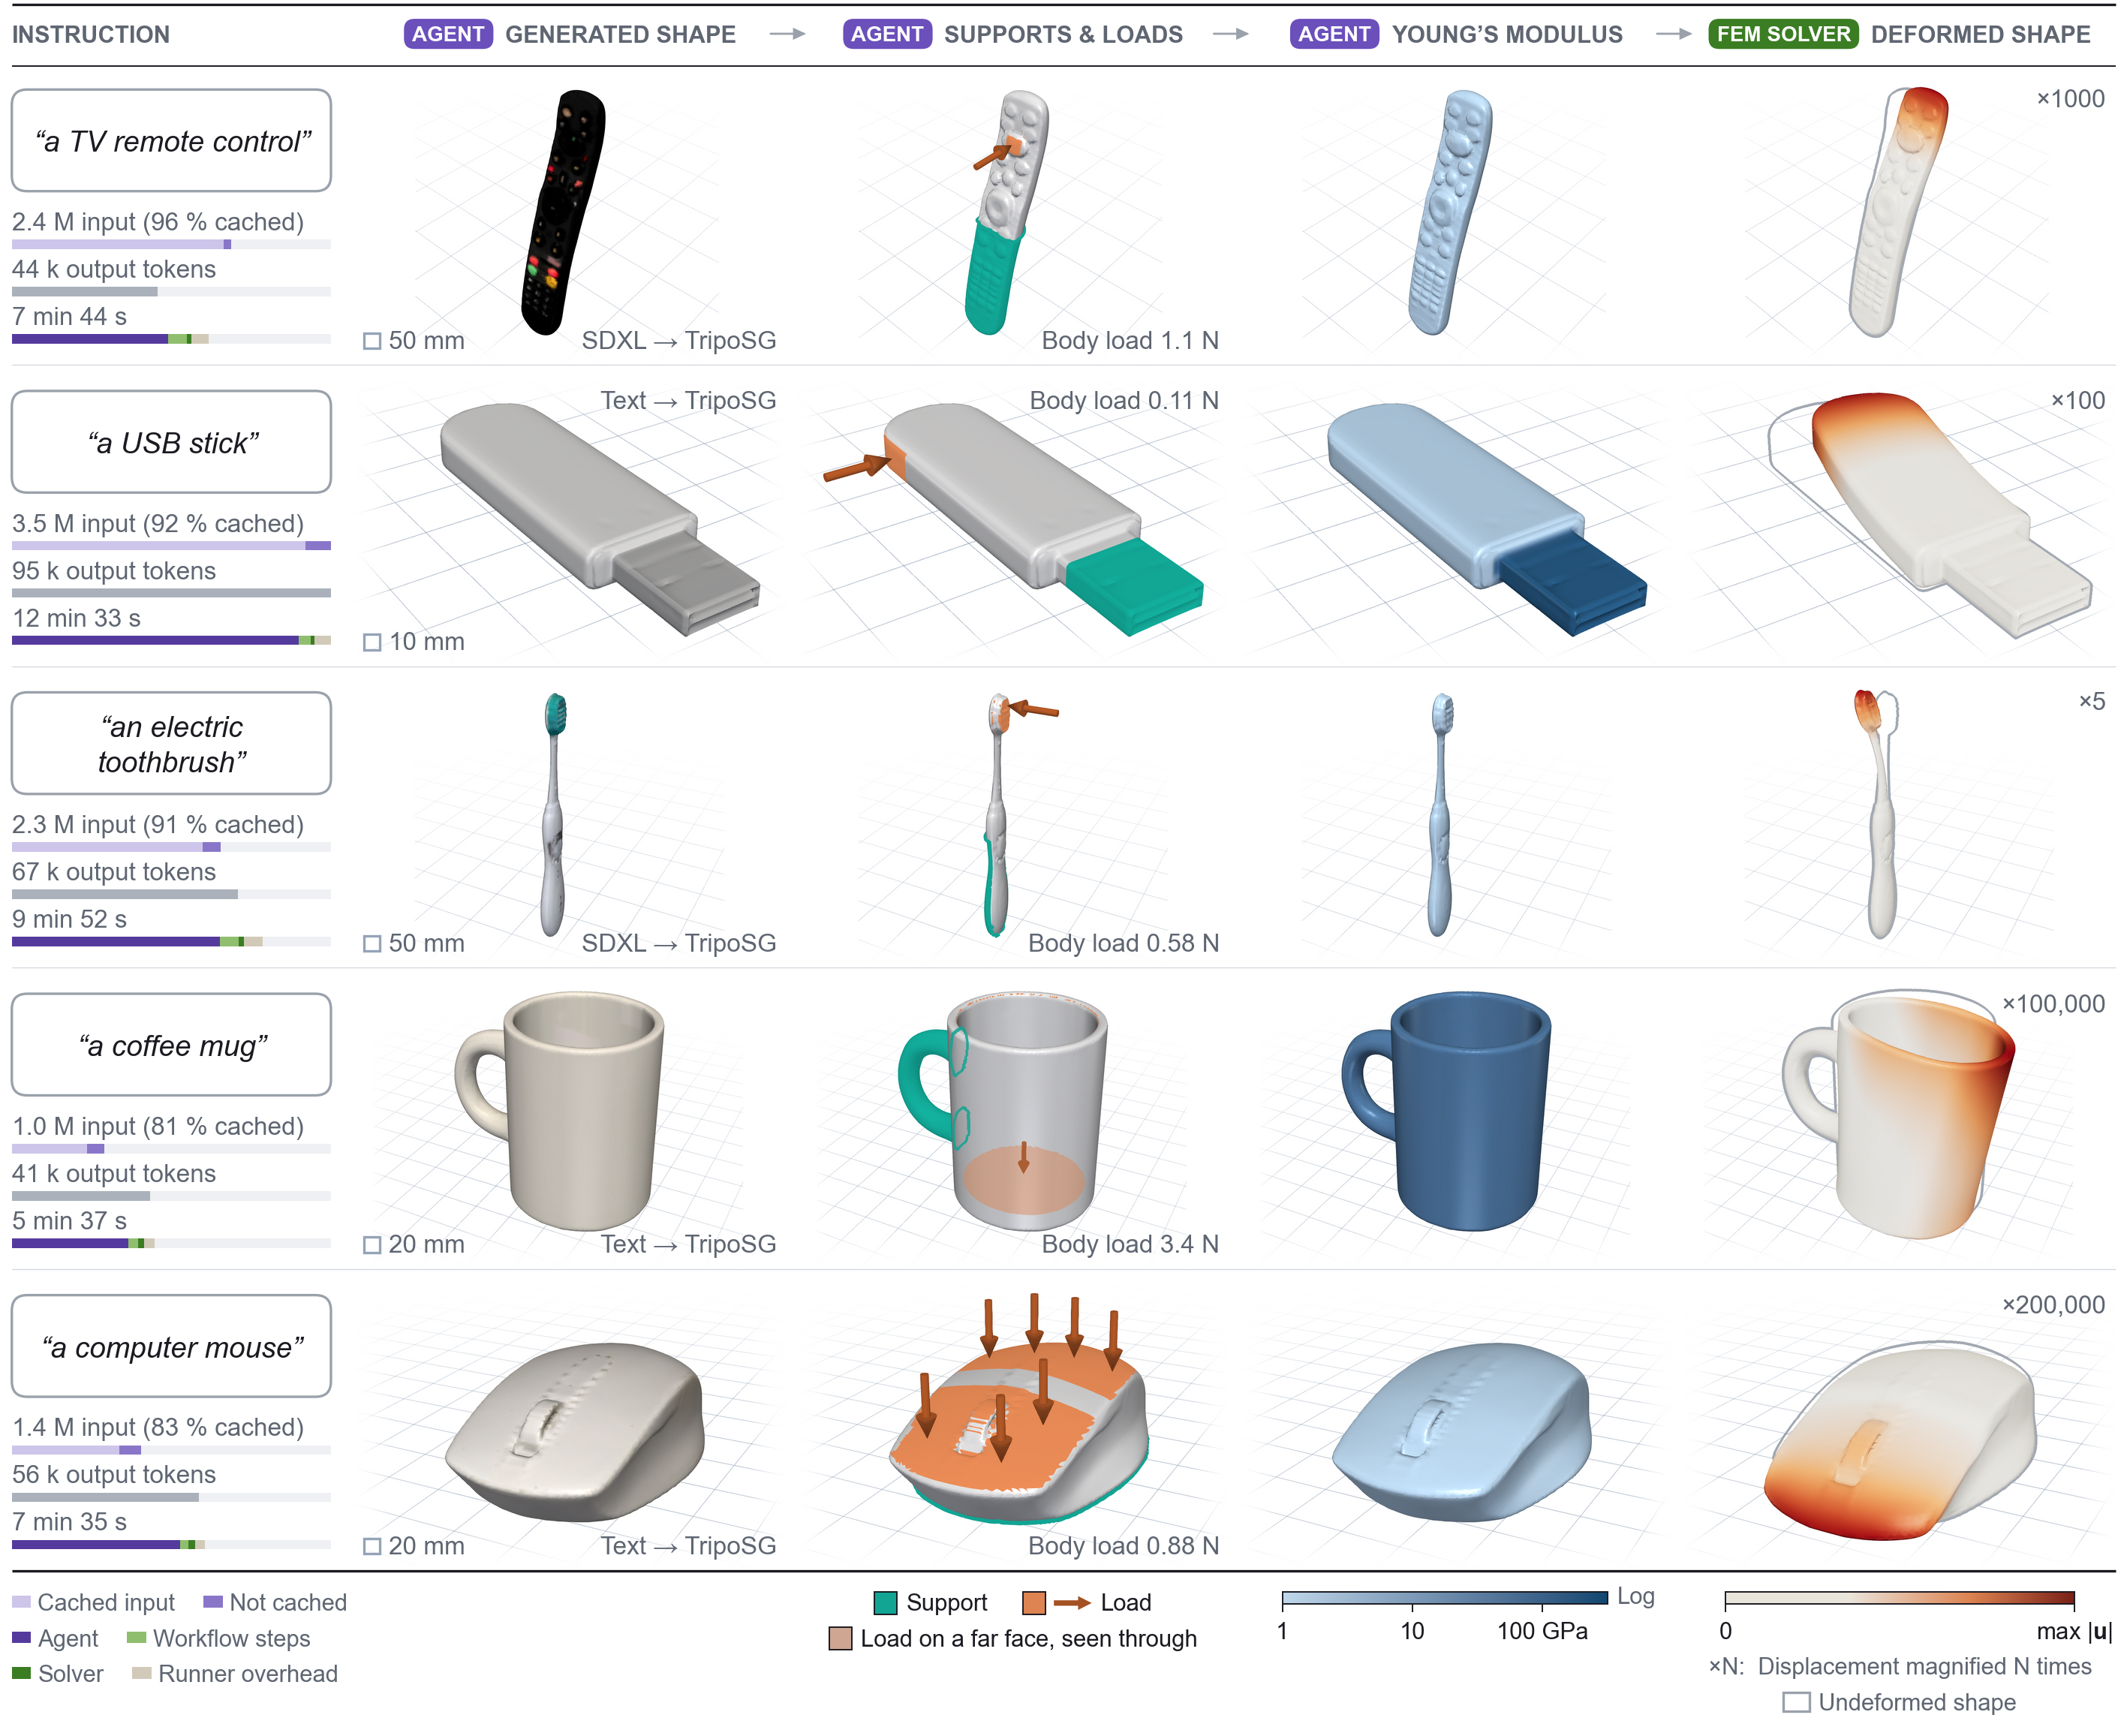 INSTRUCTION
AGENT GENERATED SHAPE → AGENT SUPPORTS & LOADS → AGENT YOUNG’S MODULUS → FEM SOLVER DEFORMED SHAPE
“a TV remote control”
2.4 M input (96 % cached)
44 k output tokens
7 min 44 s
50 mm
SDXL → TripoSG
Body load 1.1 N
×1000
“a USB stick”
3.5 M input (92 % cached)
95 k output tokens
12 min 33 s
10 mm
Text → TripoSG
Body load 0.11 N
×100
“an electric
toothbrush”
2.3 M input (91 % cached)
67 k output tokens
9 min 52 s
50 mm
SDXL → TripoSG
Body load 0.58 N
×5
“a coffee mug”
1.0 M input (81 % cached)
41 k output tokens
5 min 37 s
20 mm
Text → TripoSG
Body load 3.4 N
×100,000
“a computer mouse”
1.4 M input (83 % cached)
56 k output tokens
7 min 35 s
20 mm
Text → TripoSG
Body load 0.88 N
×200,000
Cached input Not cached
Agent Workflow steps
Solver Runner overhead
Support Load
Load on a far face, seen through
Log
1 10 100 GPa
0 max |u|
×N: Displacement magnified N times
Undeformed shape